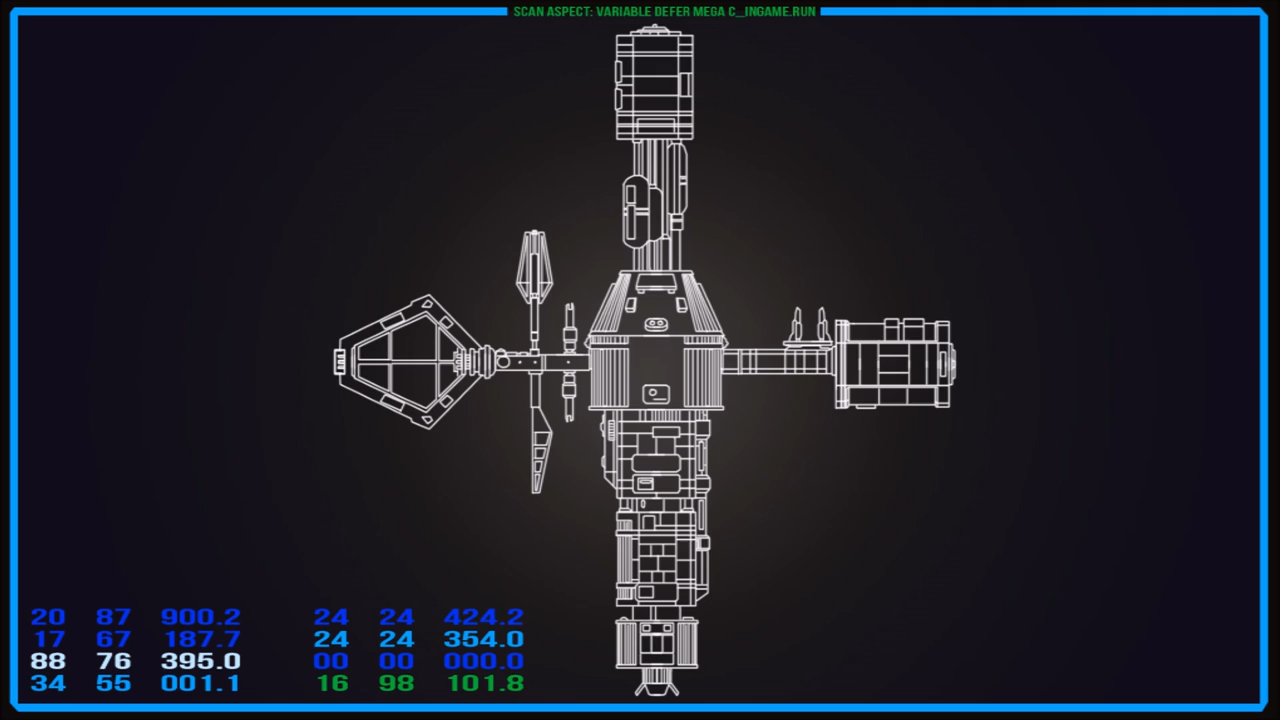 SCAN ASPECT: VARIABLE DEFER MEGA C_INGAME.RUN
20 87 900.2 24 24 424.2
17 67 187.7 24 24 354.0
88 76 395.0 00 00 000.0
34 55 001.1 16 98 101.8